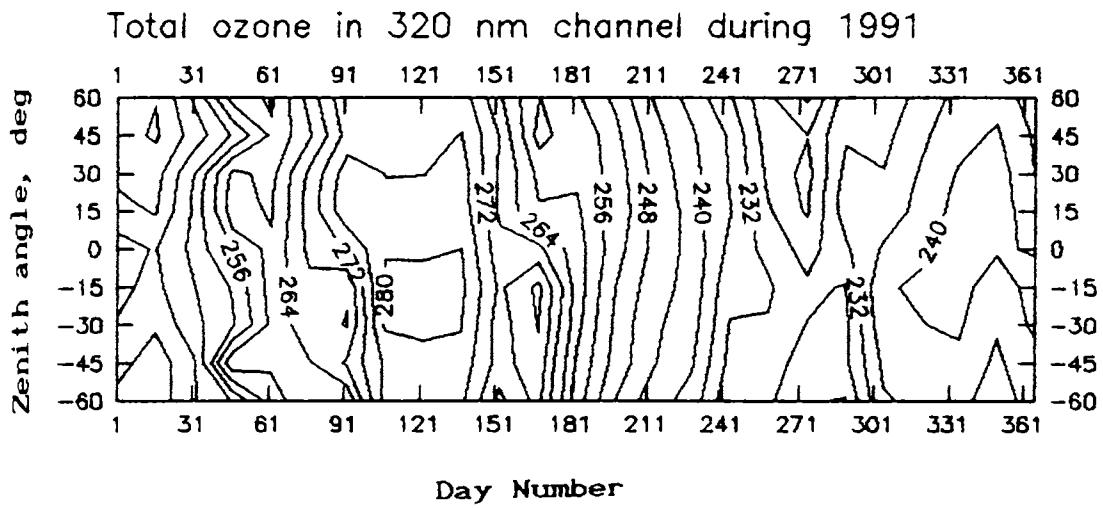 Total ozone in 320 nm channel during 1991
1 31 61 91 121 151 181 211 241 271 301 331 361
Zenith angle, deg
60 60
45 45
30 30
15 15
0 0
-15 -15
-30 -30
-45 -45
-60 -60
272 264 256 248 240 232 240
256 264 272 280 232
1 31 61 91 121 151 181 211 241 271 301 331 361
Day Number